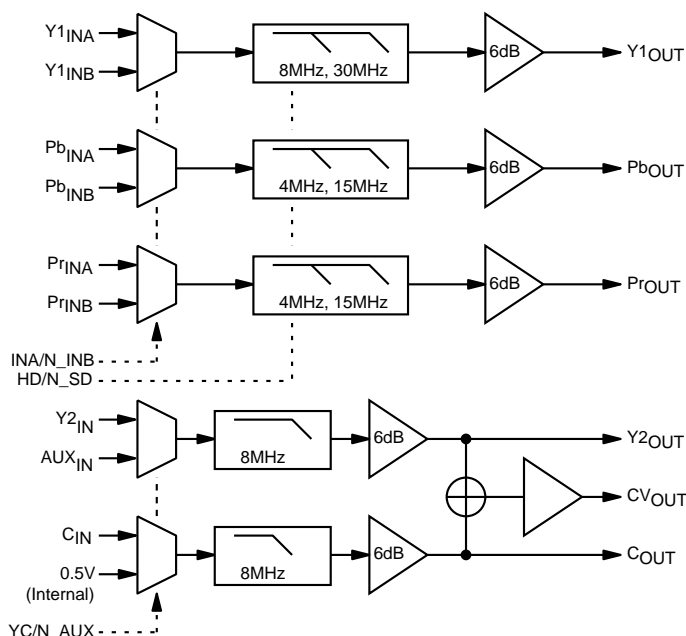 Y1INA
Y1INB
8MHz, 30MHz
6dB
Y1OUT
PbINA
PbINB
4MHz, 15MHz
6dB
PbOUT
PrINA
PrINB
4MHz, 15MHz
6dB
PrOUT
INA/N_INB
HD/N_SD
Y2IN
AUXIN
8MHz
6dB
Y2OUT
CVOUT
CIN
0.5V
(Internal)
8MHz
6dB
COUT
YC/N_AUX